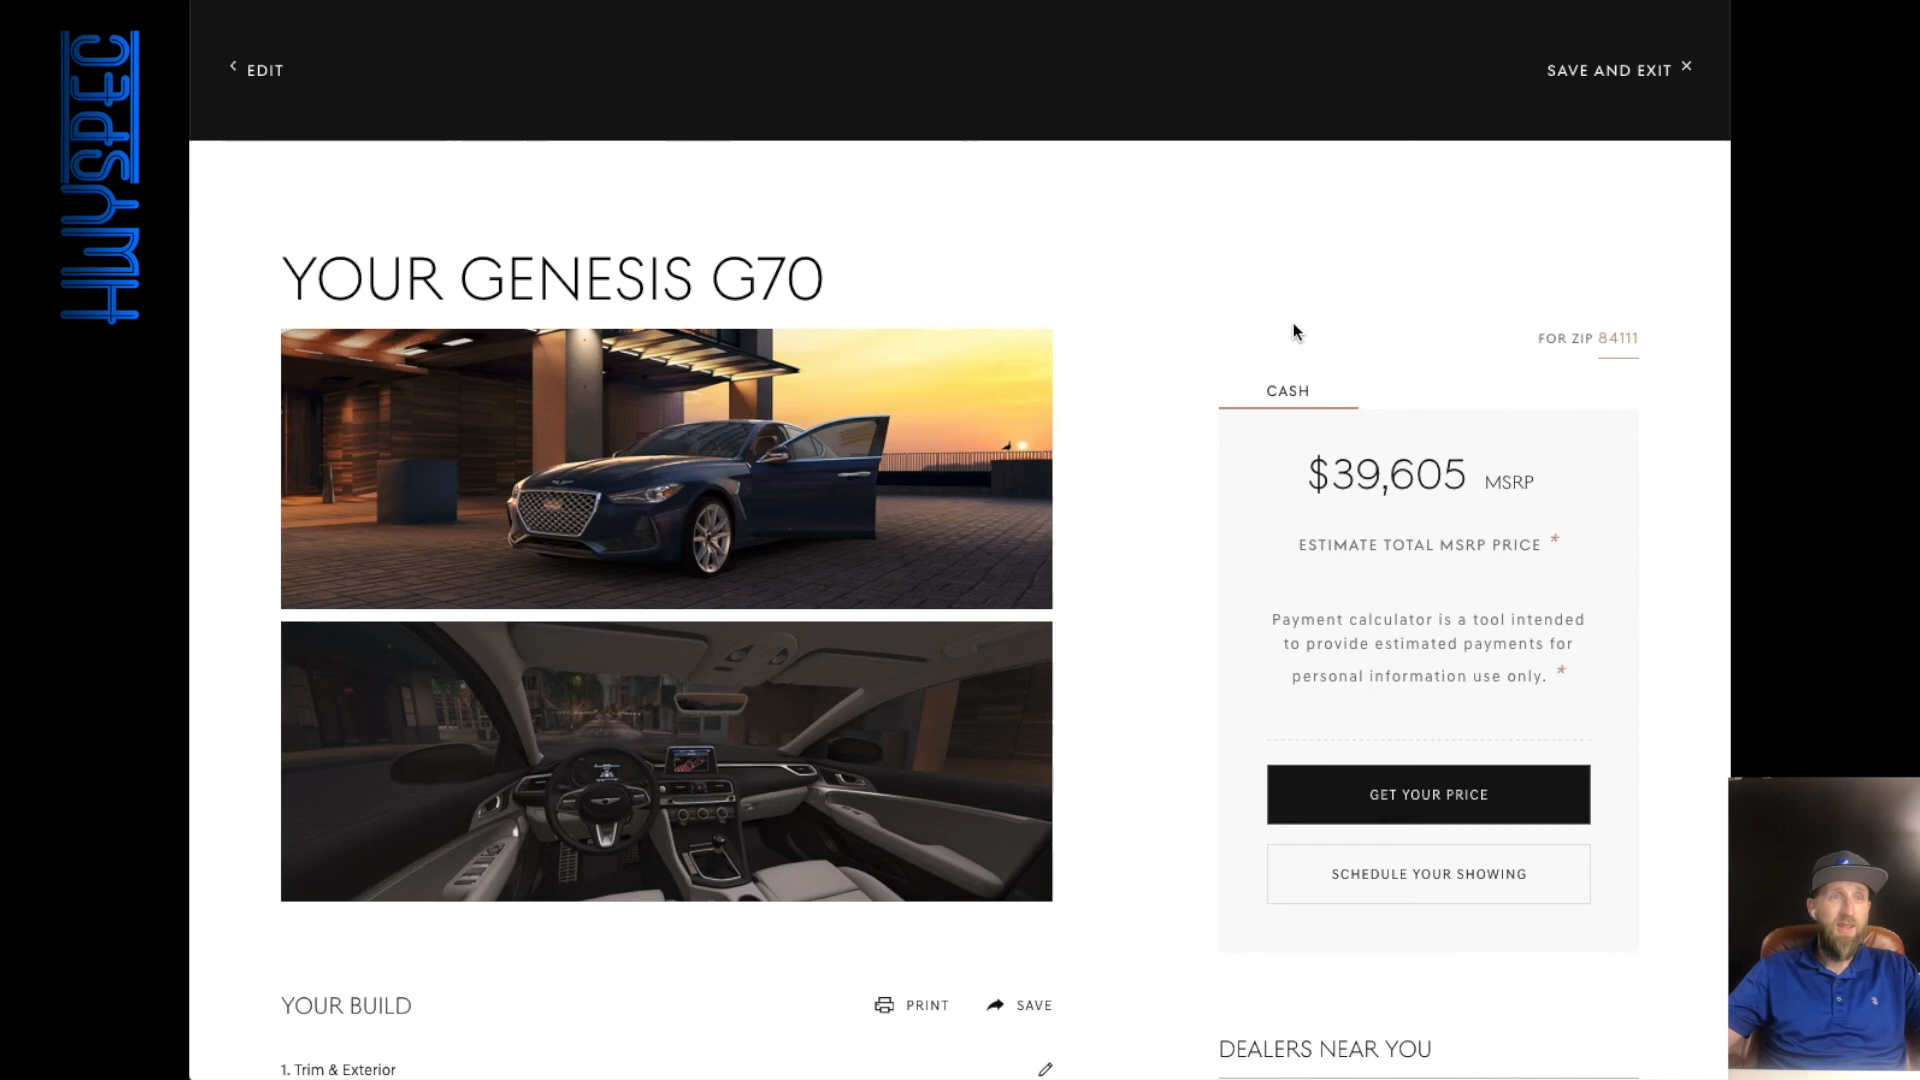 HWYSPEC
EDIT
SAVE AND EXIT
YOUR GENESIS G70
FOR ZIP 84111
CASH
$39,605 MSRP
ESTIMATE TOTAL MSRP PRICE *
Payment calculator is a tool intended
to provide estimated payments for
personal information use only. *
GET YOUR PRICE
SCHEDULE YOUR SHOWING
YOUR BUILD
PRINT
SAVE
1. Trim & Exterior
DEALERS NEAR YOU